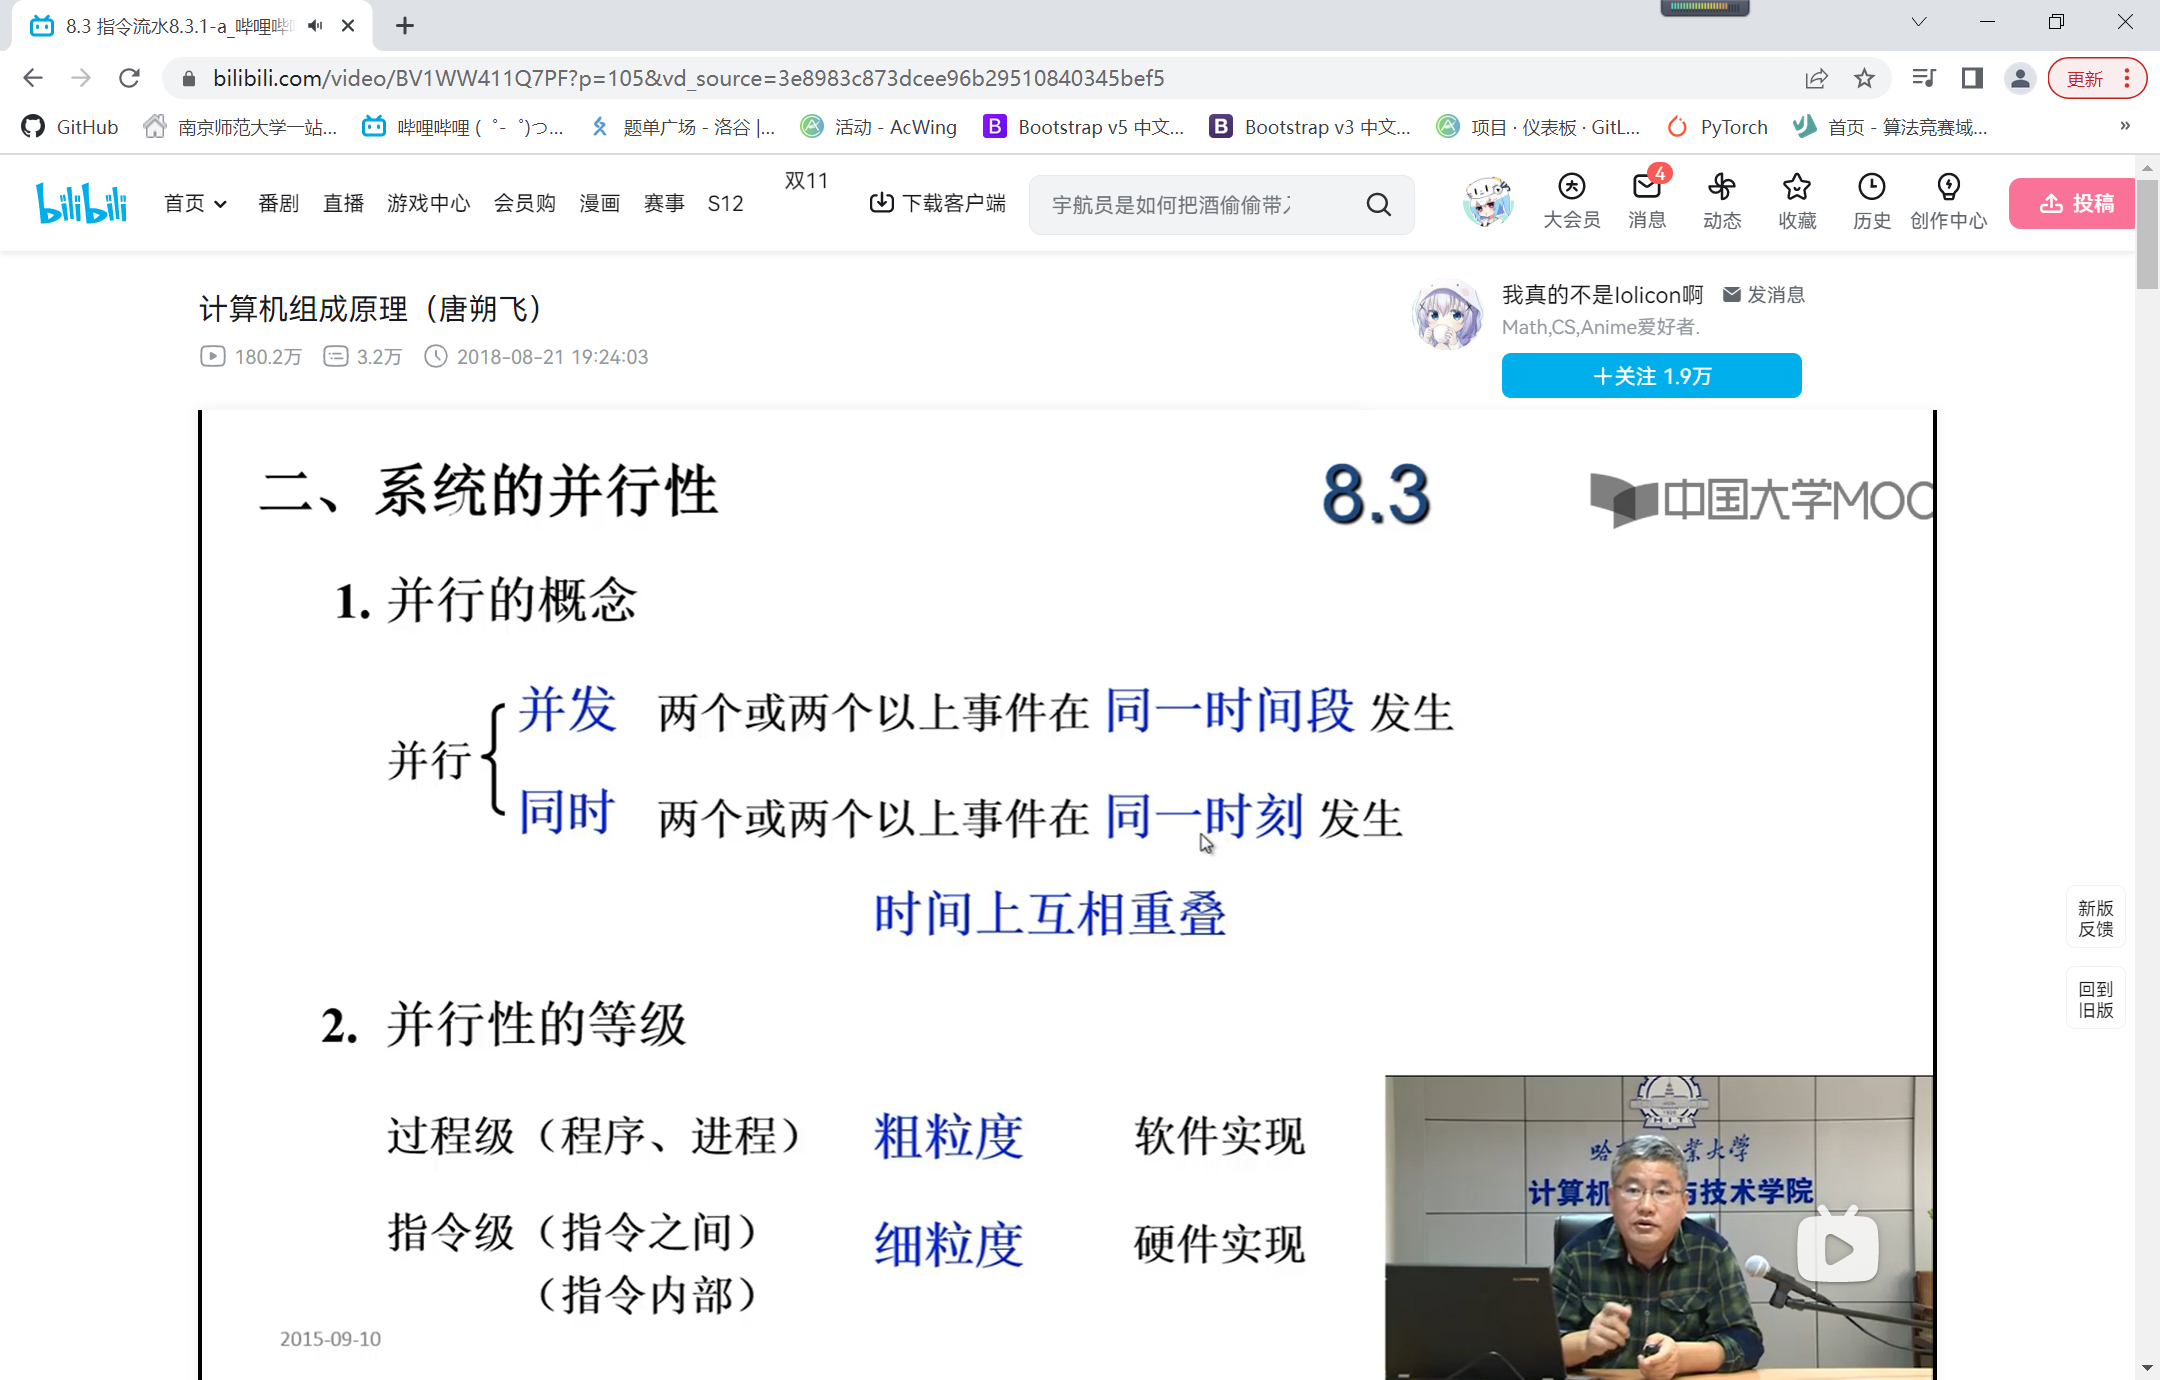 8.3 指令流水8.3.1-a_哔哩哔哩
bilibili.com/video/BV1WW411Q7PF?p=105&vd_source=3e8983c873dcee96b29510840345bef5
更新
GitHub
南京师范大学一站...
哔哩哔哩 (゜-゜)つ...
题单广场 - 洛谷 |...
活动 - AcWing
Bootstrap v5 中文...
Bootstrap v3 中文...
项目 · 仪表板 · GitL...
PyTorch
首页 - 算法竞赛域...
»
bilibili
首页
番剧
直播
游戏中心
会员购
漫画
赛事
S12
双11
下载客户端
宇航员是如何把酒偷偷带
大会员
4
消息
动态
收藏
历史
创作中心
投稿
计算机组成原理（唐朔飞）
180.2万
3.2万
2018-08-21 19:24:03
我真的不是lolicon啊
发消息
Math,CS,Anime爱好者.
+关注 1.9万
二、系统的并行性
8.3
中国大学MOO
1. 并行的概念
并行
并发 两个或两个以上事件在 同一时间段 发生
同时 两个或两个以上事件在 同一时刻 发生
时间上互相重叠
2. 并行性的等级
过程级（程序、进程） 粗粒度 软件实现
指令级（指令之间） 细粒度 硬件实现
（指令内部）
2015-09-10
哈
业大学
计算机
与技术学院
新版
反馈
回到
旧版